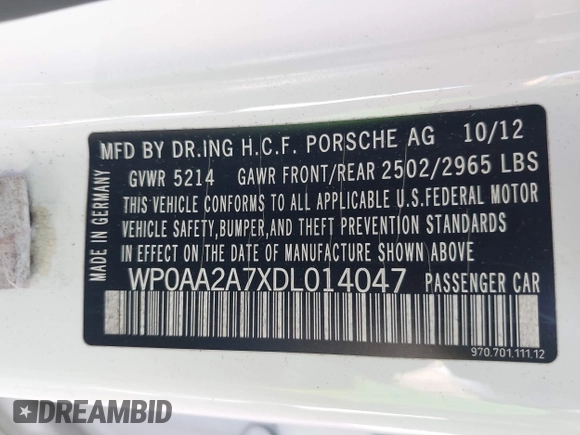 MFD BY DR.ING H.C.F. PORSCHE AG 10/12
GVWR 5214 GAWR FRONT/REAR 2502/2965 LBS
THIS VEHICLE CONFORMS TO ALL APPLICABLE U.S.FEDERAL MOTOR
VEHICLE SAFETY,BUMPER,AND THEFT PREVENTION STANDARDS
IN EFFECT ON THE DATE OF MANUFACTURE SHOWN ABOVE.
WP0AA2A7XDL014047 PASSENGER CAR
MADE IN GERMANY
970.701.111.12
DREAMBID